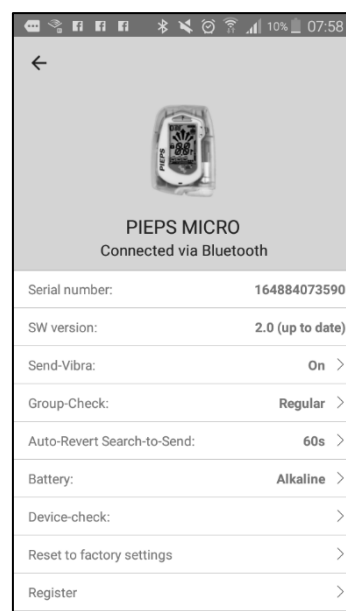 10% 07:58
PIEPS
PIEPS MICRO
Connected via Bluetooth
Serial number: 164884073590
SW version: 2.0 (up to date)
Send-Vibra: On
Group-Check: Regular
Auto-Revert Search-to-Send: 60s
Battery: Alkaline
Device-check:
Reset to factory settings
Register